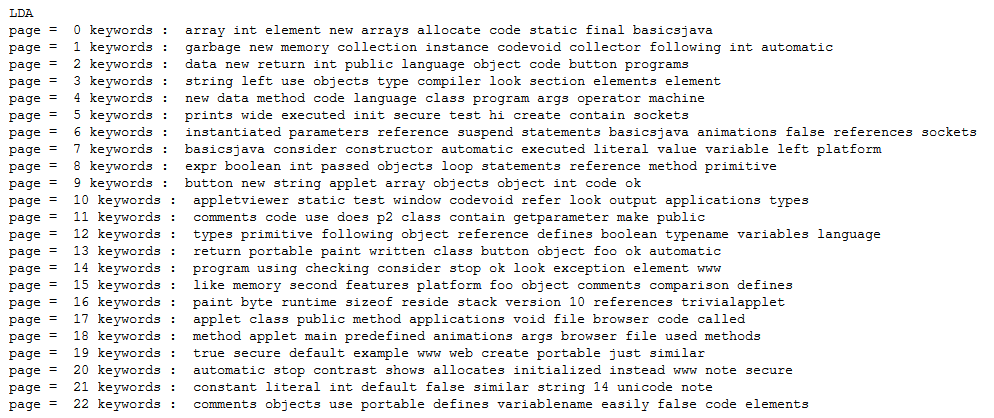 LDA
page =  0 keywords :  array int element new arrays allocate code static final basicsjava
page =  1 keywords :  garbage new memory collection instance codevoid collector following int automatic
page =  2 keywords :  data new return int public language object code button programs
page =  3 keywords :  string left use objects type compiler look section elements element
page =  4 keywords :  new data method code language class program args operator machine
page =  5 keywords :  prints wide executed init secure test hi create contain sockets
page =  6 keywords :  instantiated parameters reference suspend statements basicsjava animations false references sockets
page =  7 keywords :  basicsjava consider constructor automatic executed literal value variable left platform
page =  8 keywords :  expr boolean int passed objects loop statements reference method primitive
page =  9 keywords :  button new string applet array objects object int code ok
page =  10 keywords :  appletviewer static test window codevoid refer look output applications types
page =  11 keywords :  comments code use does p2 class contain getparameter make public
page =  12 keywords :  types primitive following object reference defines boolean typename variables language
page =  13 keywords :  return portable paint written class button object foo ok automatic
page =  14 keywords :  program using checking consider stop ok look exception element www
page =  15 keywords :  like memory second features platform foo object comments comparison defines
page =  16 keywords :  paint byte runtime sizeof reside stack version 10 references trivialapplet
page =  17 keywords :  applet class public method applications void file browser code called
page =  18 keywords :  method applet main predefined animations args browser file used methods
page =  19 keywords :  true secure default example www web create portable just similar
page =  20 keywords :  automatic stop contrast shows allocates initialized instead www note secure
page =  21 keywords :  constant literal int default false similar string 14 unicode note
page =  22 keywords :  comments objects use portable defines variablename easily false code elements